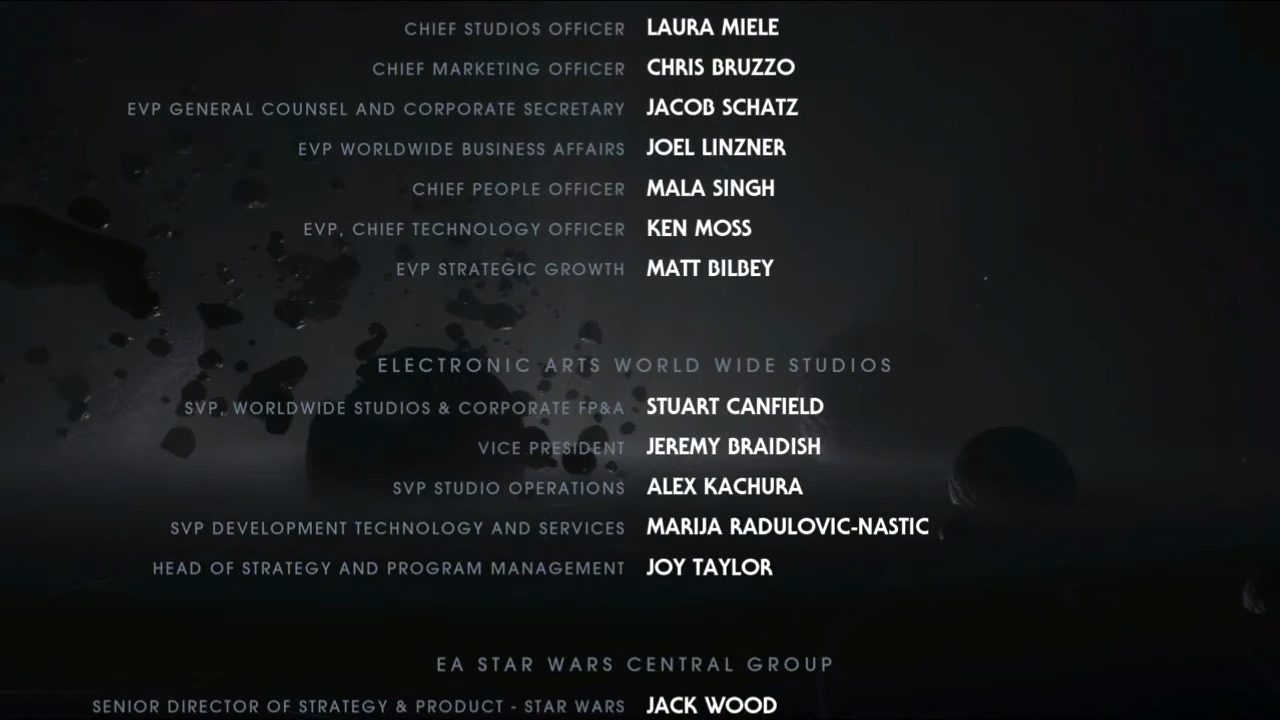 CHIEF STUDIOS OFFICER LAURA MIELE
CHIEF MARKETING OFFICER CHRIS BRUZZO
EVP GENERAL COUNSEL AND CORPORATE SECRETARY JACOB SCHATZ
EVP WORLDWIDE BUSINESS AFFAIRS JOEL LINZNER
CHIEF PEOPLE OFFICER MALA SINGH
EVP, CHIEF TECHNOLOGY OFFICER KEN MOSS
EVP STRATEGIC GROWTH MATT BILBEY
ELECTRONIC ARTS WORLD WIDE STUDIOS
SVP, WORLDWIDE STUDIOS & CORPORATE FP&A STUART CANFIELD
VICE PRESIDENT JEREMY BRAIDISH
SVP STUDIO OPERATIONS ALEX KACHURA
SVP DEVELOPMENT TECHNOLOGY AND SERVICES MARIJA RADULOVIC-NASTIC
HEAD OF STRATEGY AND PROGRAM MANAGEMENT JOY TAYLOR
EA STAR WARS CENTRAL GROUP
SENIOR DIRECTOR OF STRATEGY & PRODUCT - STAR WARS JACK WOOD